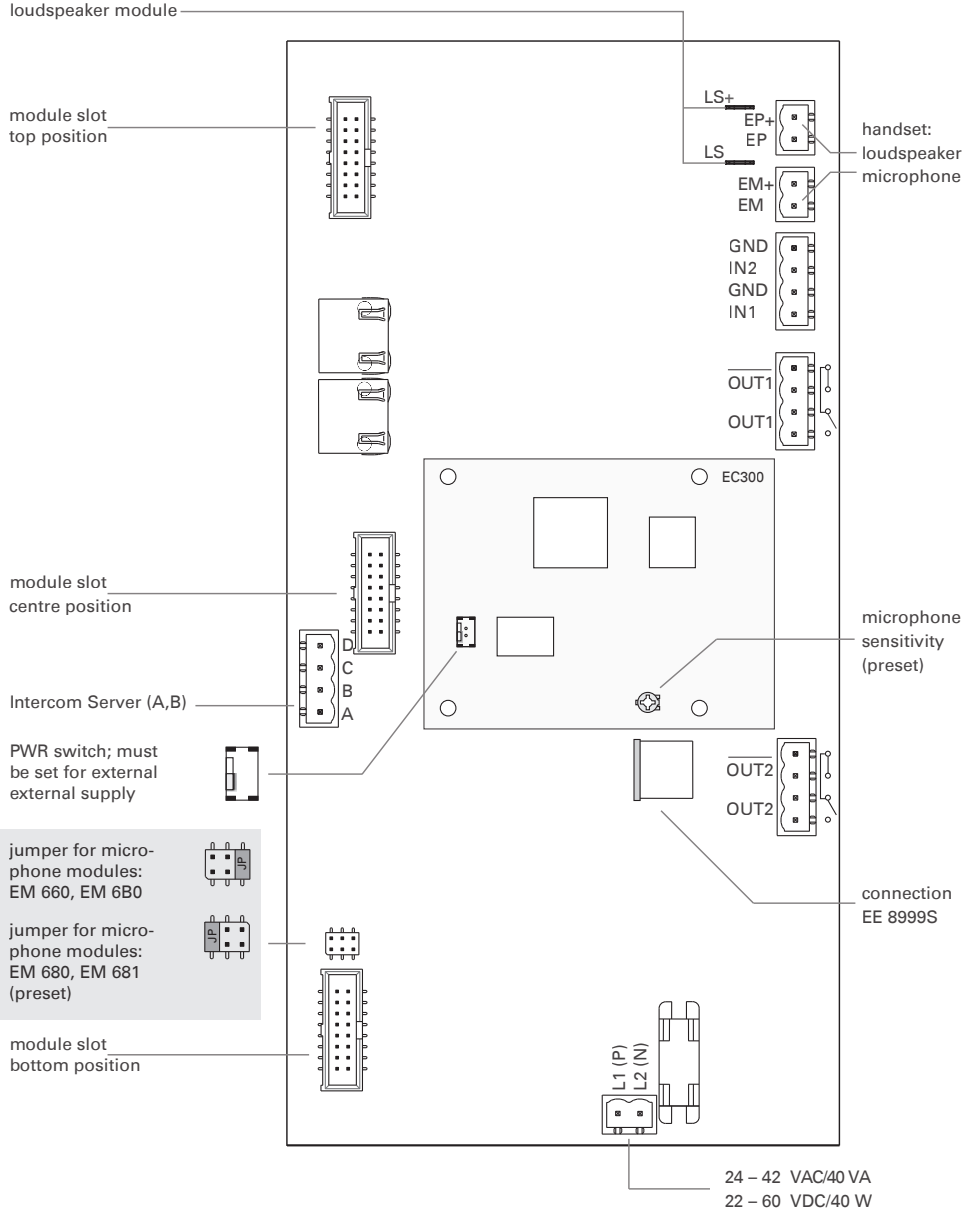 loudspeaker module
module slot
top position
LS+
EP+
EP
LS
EM+
EM
handset:
loudspeaker
microphone
GND
IN2
GND
IN1
OUT1
OUT1
EC300
module slot
centre position
D
C
B
A
Intercom Server (A,B)
microphone
sensitivity
(preset)
PWR switch; must
be set for external
external supply
OUT2
OUT2
jumper for micro-
phone modules:
EM 660, EM 6B0
JP
jumper for micro-
phone modules:
EM 680, EM 681
(preset)
JP
connection
EE 8999S
module slot
bottom position
L1 (P)
L2 (N)
24 – 42 VAC/40 VA
22 – 60 VDC/40 W